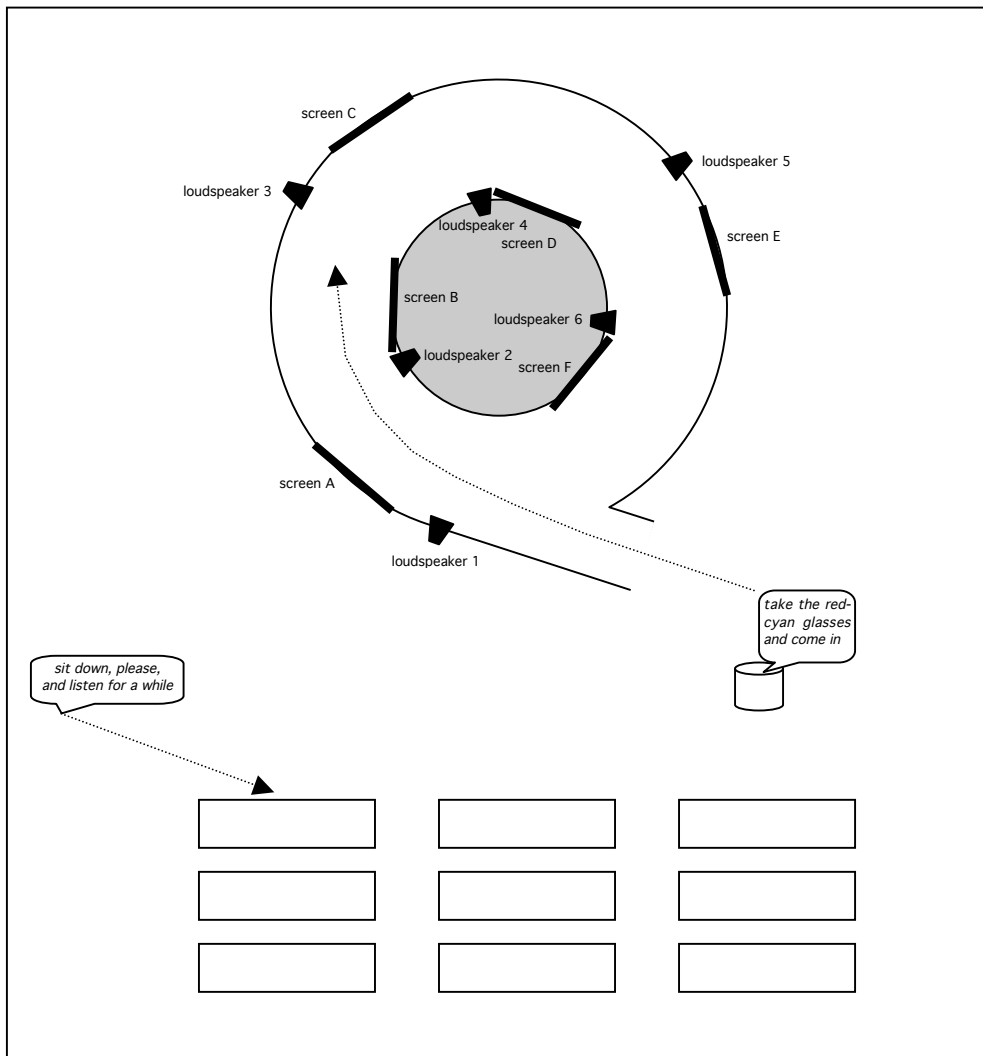 screen C
loudspeaker 5
loudspeaker 3
loudspeaker 4
screen E
screen D
screen B
loudspeaker 6
loudspeaker 2
screen F
screen A
loudspeaker 1
take the red-
cyan glasses
and come in
sit down, please,
and listen for a while